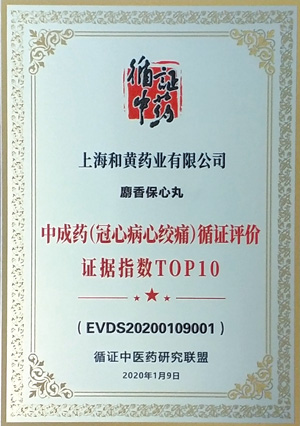 循证
中药
上海和黄药业有限公司
麝香保心丸
中成药(冠心病心绞痛)循证评价
证据指数TOP10
(EVDS20200109001)
循证中医药研究联盟
2020年1月9日